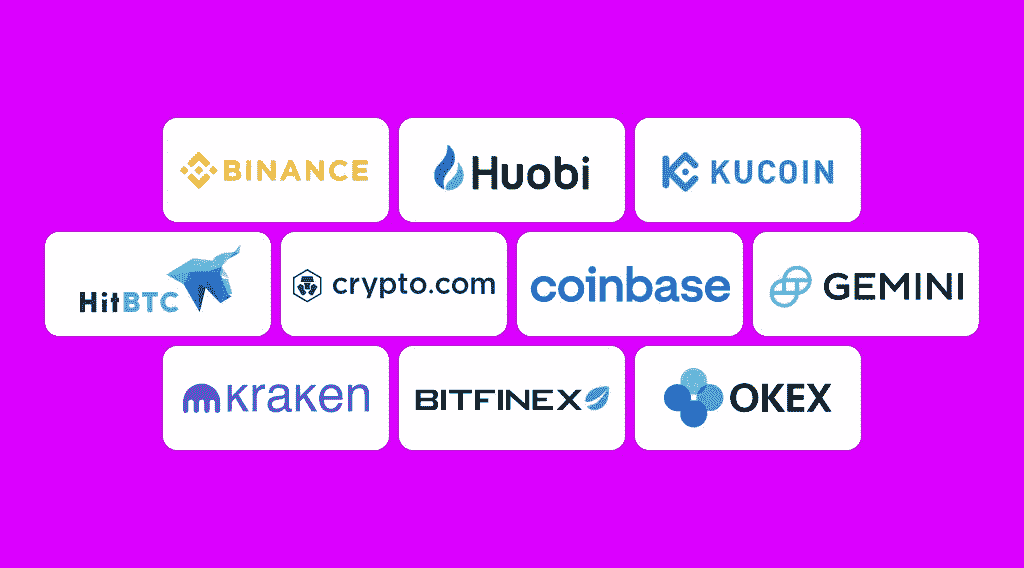 BINANCE
Huobi
KUCOIN
HitBTC
crypto.com
coinbase
GEMINI
kraken
BITFINEX
OKEX